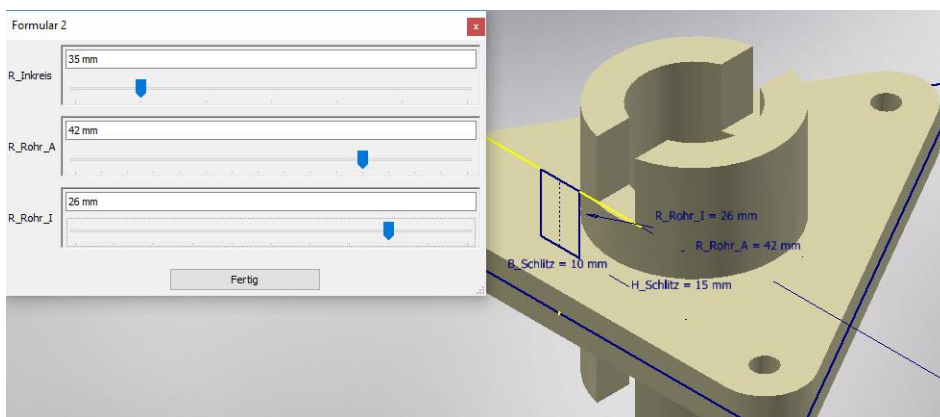 Formular 2
x
35 mm
R_Inkreis
42 mm
R_Rohr_A
26 mm
R_Rohr_I
Fertig
R_Rohr_I = 26 mm
R_Rohr_A = 42 mm
B_Schlitz = 10 mm
H_Schlitz = 15 mm